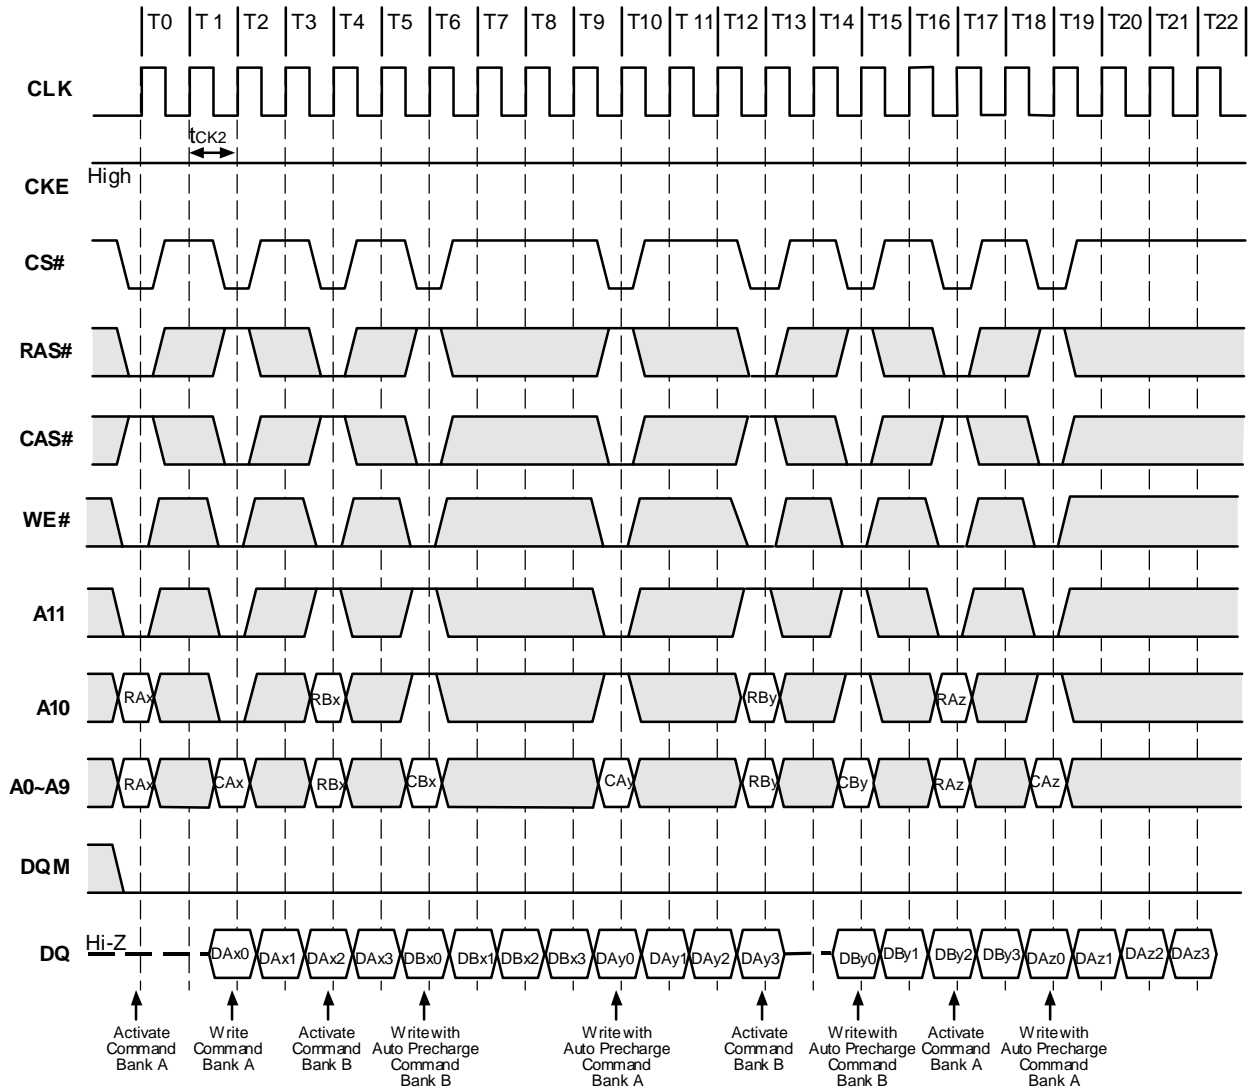 T0 T 1 T2 T3 T4 T5 T6 T7 T8 T9 T10 T 11 T12 T13 T14 T15 T16 T17 T18 T19 T20 T21 T22
CLK
tCK2
High
CKE
CS#
RAS#
CAS#
WE#
A11
A10
RAx RBx RBy RAz
A0~A9
RAx CAx RBx CBx CAy RBy CBy RAz CAz
DQM
Hi-Z
DQ
DAx0 DAx1 DAx2 DAx3 DBx0 DBx1 DBx2 DBx3 DAy0 DAy1 DAy2 DAy3 DBy0 DBy1 DBy2 DBy3 DAz0 DAz1 DAz2 DAz3
Activate
Command
Bank A
Write
Command
Bank A
Activate
Command
Bank B
Write with
Auto Precharge
Command
Bank B
Write with
Auto Precharge
Command
Bank A
Activate
Command
Bank B
Write with
Auto Precharge
Command
Bank B
Activate
Command
Bank A
Write with
Auto Precharge
Command
Bank A